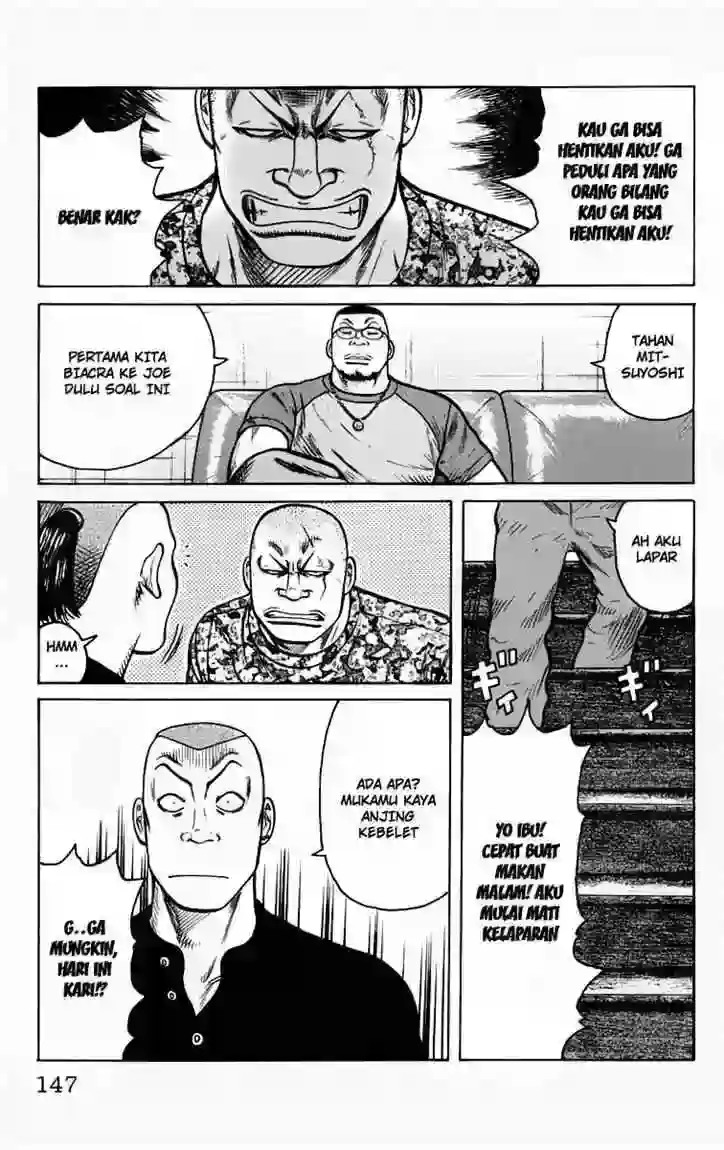 KAU GA BISA
HENTIKAN AKU! GA
PEDULI APA YANG
ORANG BILANG
KAU GA BISA
HENTIKAN AKU!
BENAR KAK?
TAHAN
MIT-
SUYOSHI
PERTAMA KITA
BIACRA KE JOE
DULU SOAL INI
AH AKU
LAPAR
ギィ
ギィ
YO IBU!
CEPAT BUAT
MAKAN
MALAM! AKU
MULAI MATI
KELAPARAN
HMM
...
ADA APA?
MUKAMU KAYA
ANJING
KEBELET
G..GA
MUNGKIN,
HARI INI
KARI!?
147